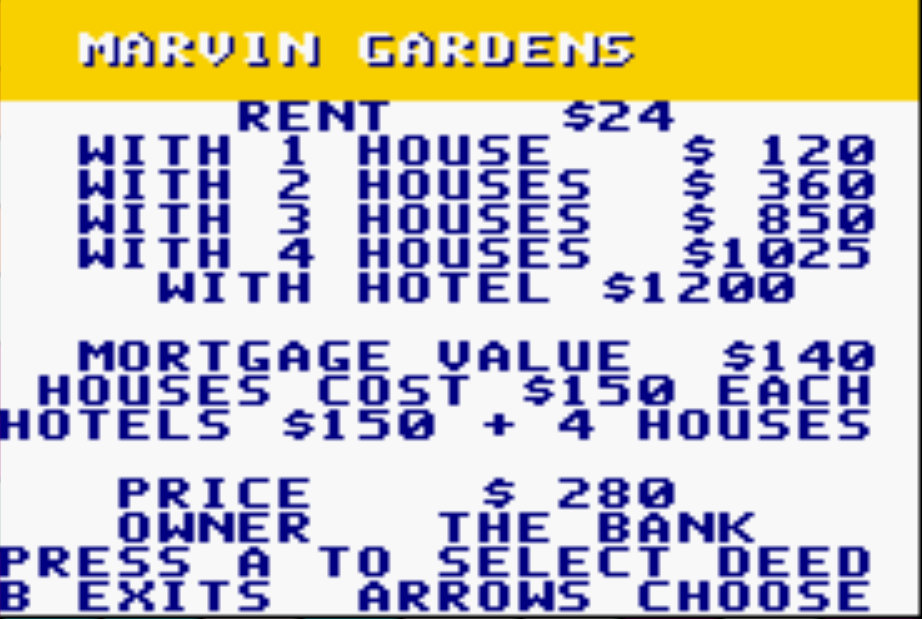 MARVIN GARDENS
RENT $24
WITH 1 HOUSE $ 120
WITH 2 HOUSES $ 360
WITH 3 HOUSES $ 850
WITH 4 HOUSES $1025
WITH HOTEL $1200
MORTGAGE VALUE $140
HOUSES COST $150 EACH
HOTELS $150 + 4 HOUSES
PRICE $ 280
OWNER THE BANK
PRESS A TO SELECT DEED
B EXITS ARROWS CHOOSE